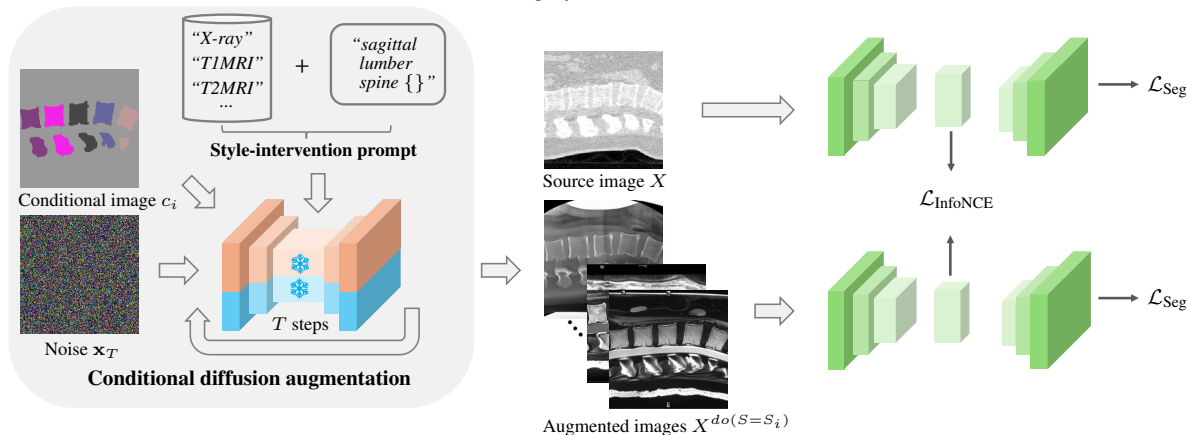 “X-ray”
“T1MRI”
“T2MRI”
...
+
“sagittal
lumber
spine {}”
Style-intervention prompt
Conditional image c_i
Noise x_T
T steps
Conditional diffusion augmentation
Source image X
Augmented images X^{do(S=S_i)}
ℒ_Seg
ℒ_InfoNCE
ℒ_Seg